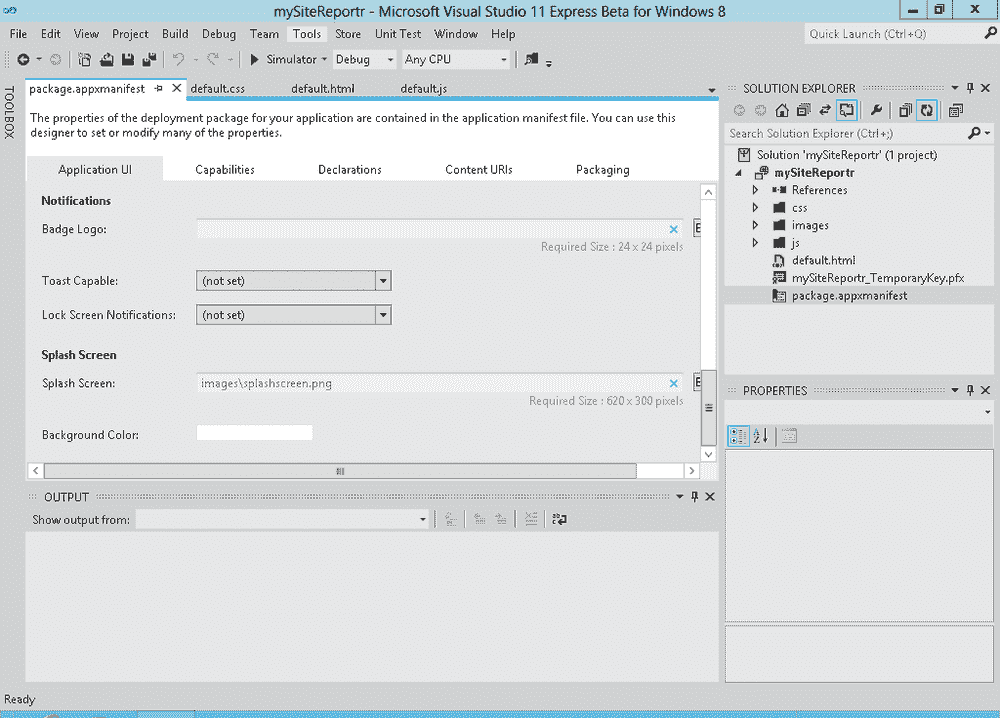 mySiteReportr - Microsoft Visual Studio 11 Express Beta for Windows 8
File Edit View Project Build Debug Team Tools Store Unit Test Window Help
Quick Launch (Ctrl+Q)
Simulator Debug Any CPU
TOOLBOX
package.appxmanifest default.css default.html default.js
The properties of the deployment package for your application are contained in the application manifest file. You can use this
designer to set or modify many of the properties.
Application UI Capabilities Declarations Content URIs Packaging
Notifications
Badge Logo:
Required Size : 24 x 24 pixels
Toast Capable: (not set)
Lock Screen Notifications: (not set)
Splash Screen
Splash Screen: images\splashscreen.png
Required Size : 620 x 300 pixels
Background Color:
OUTPUT
Show output from:
Ready
SOLUTION EXPLORER
Search Solution Explorer (Ctrl+;)
Solution 'mySiteReportr' (1 project)
mySiteReportr
References
css
images
js
default.html
mySiteReportr_TemporaryKey.pfx
package.appxmanifest
PROPERTIES